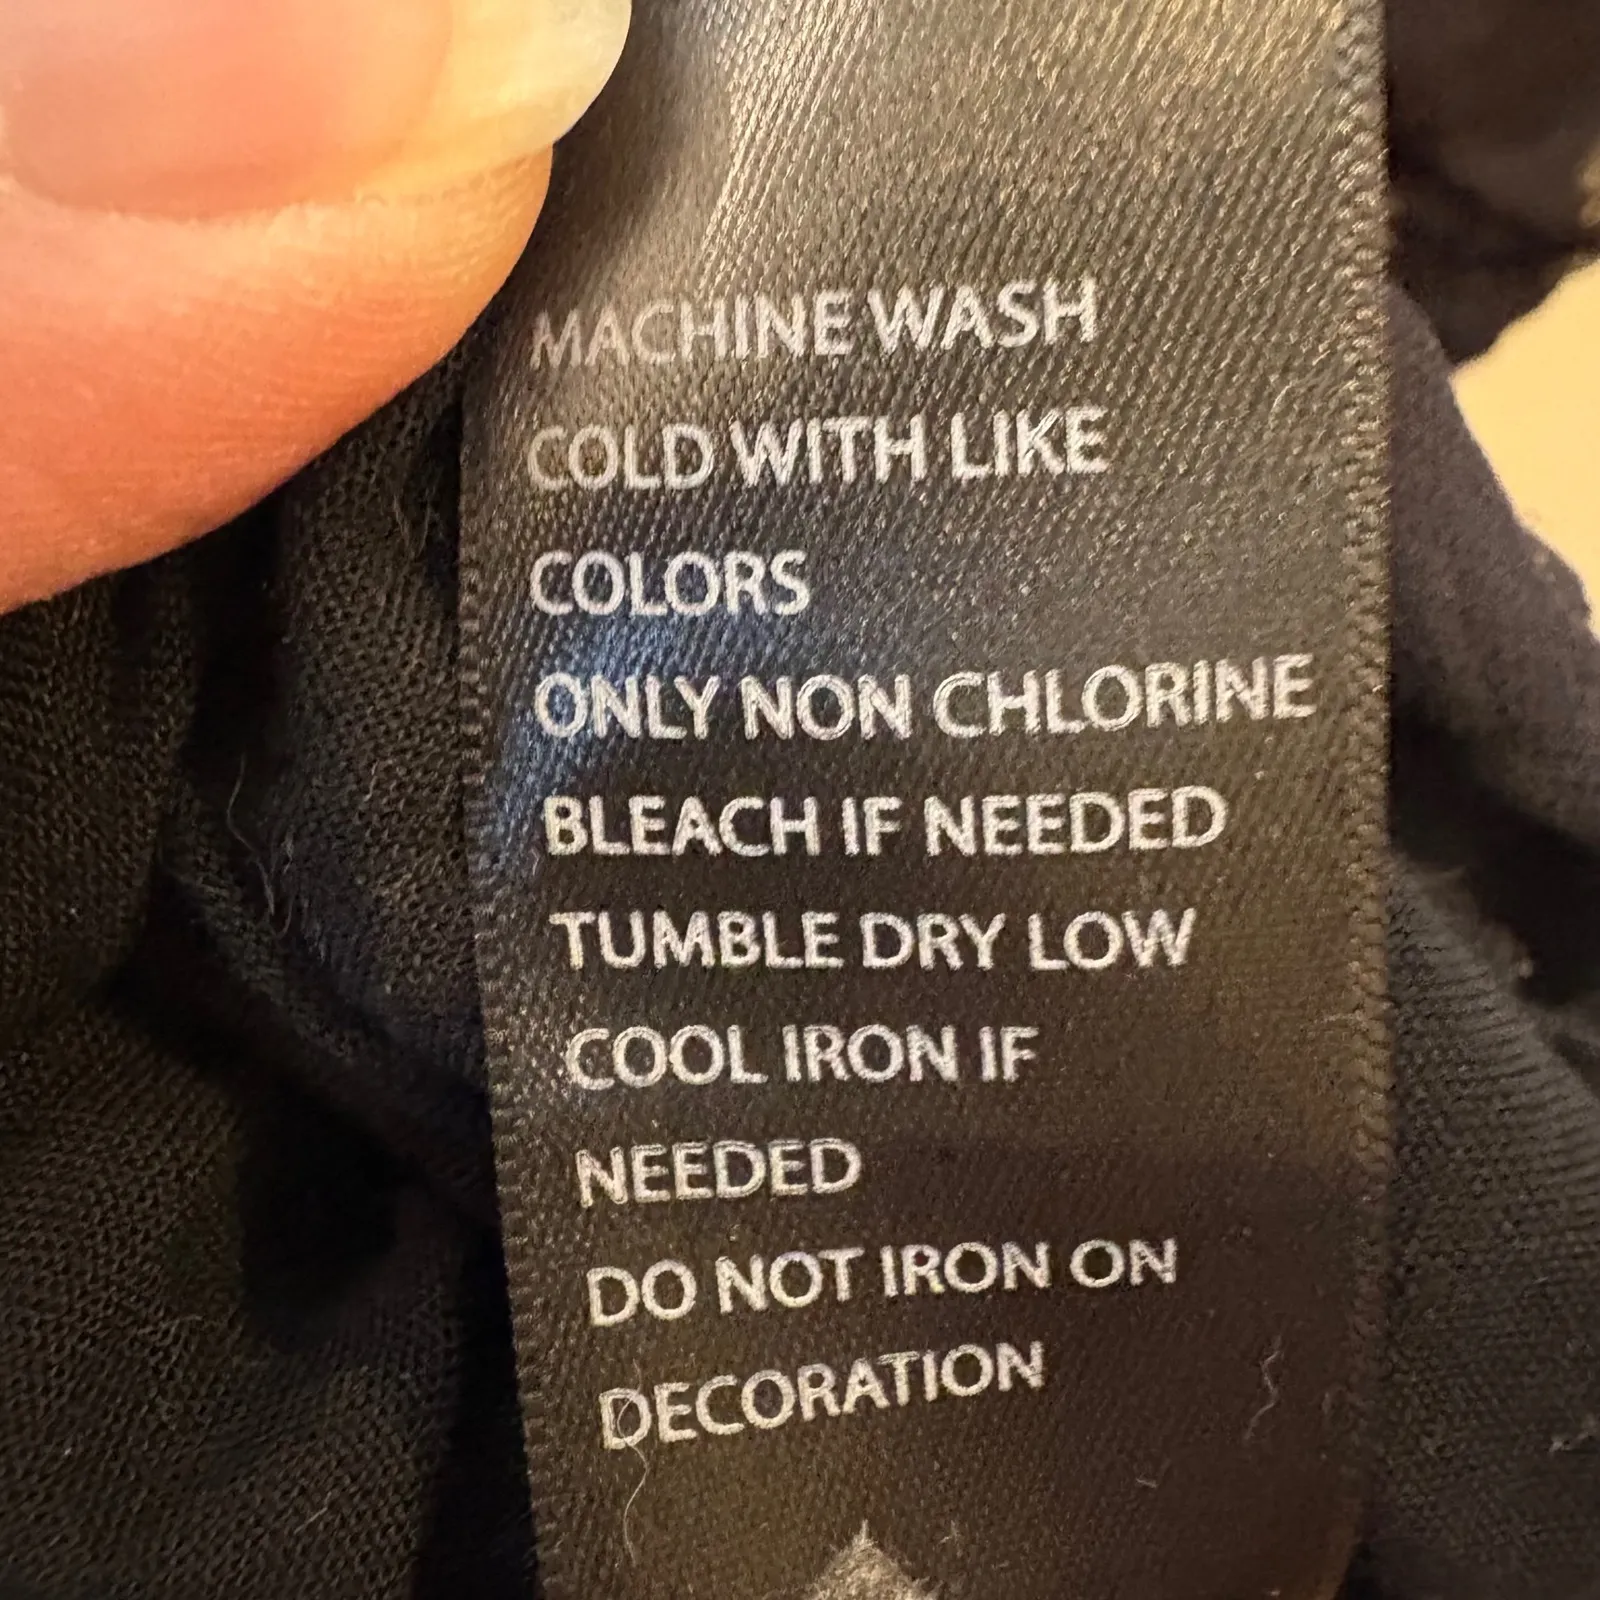 MACHINE WASH
COLD WITH LIKE
COLORS
ONLY NON CHLORINE
BLEACH IF NEEDED
TUMBLE DRY LOW
COOL IRON IF
NEEDED
DO NOT IRON ON
DECORATION